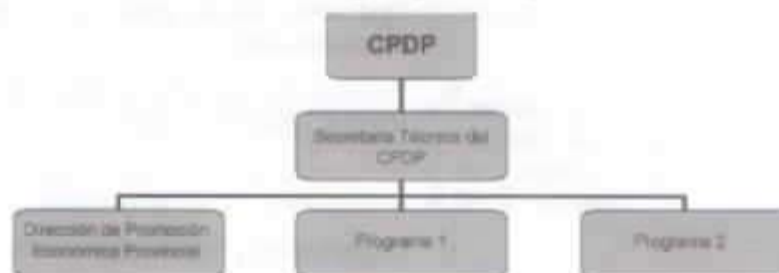 CPDP
Secretaría Técnica del
CPDP
Dirección de Promoción
Económica Provincial
Programa 1
Programa 2